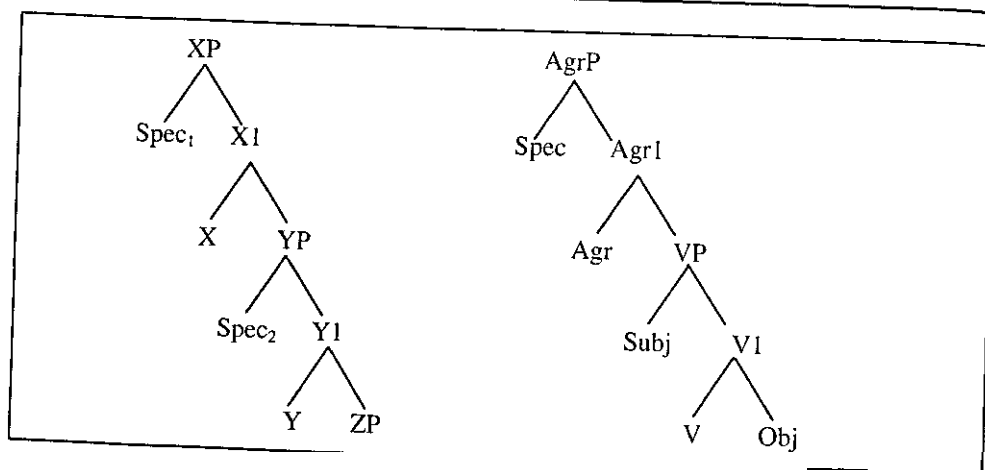 XP
AgrP
Spec₁ X1
Spec Agr1
X YP
Agr VP
Spec₂ Y1
Subj V1
Y ZP
V Obj